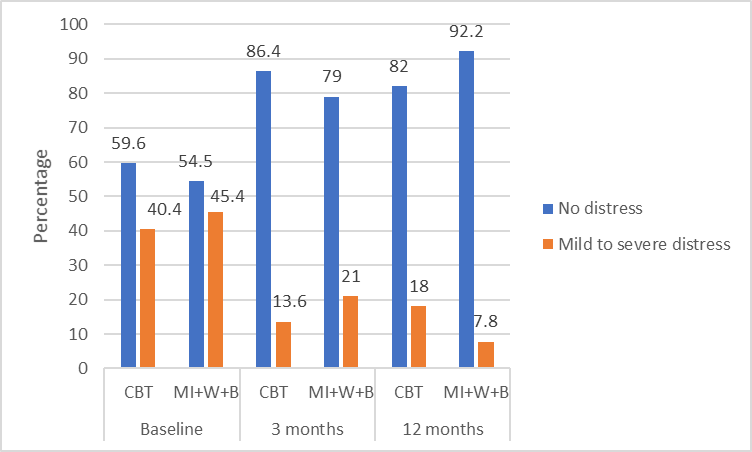 100
90
80
70
60
50
40
30
20
10
0
Percentage
59.6
40.4
54.5
45.4
86.4
13.6
79
21
82
18
92.2
7.8
CBT
MI+W+B
CBT
MI+W+B
CBT
MI+W+B
Baseline
3 months
12 months
No distress
Mild to severe distress